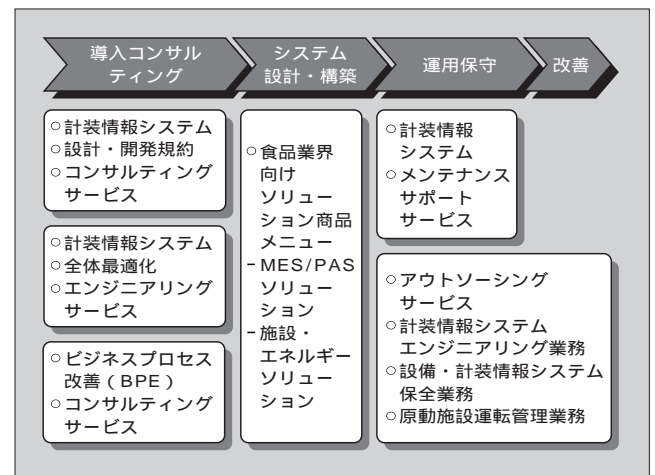 導入コンサル
ティング
システム
設計・構築
運用保守
改善
○計装情報システム
○設計・開発規約
○コンサルティング
サービス
○計装情報システム
○全体最適化
○エンジニアリング
サービス
○ビジネスプロセス
改善(BPE)
○コンサルティング
サービス
○食品業界
向け
ソリュー
ション商品
メニュー
-MES/PAS
ソリュー
ション
-施設・
エネルギー
ソリュー
ション
○計装情報
システム
○メンテナンス
サポート
サービス
○アウトソーシング
サービス
○計装情報システム
エンジニアリング業務
○設備・計装情報システム
保全業務
○原動施設運転管理業務